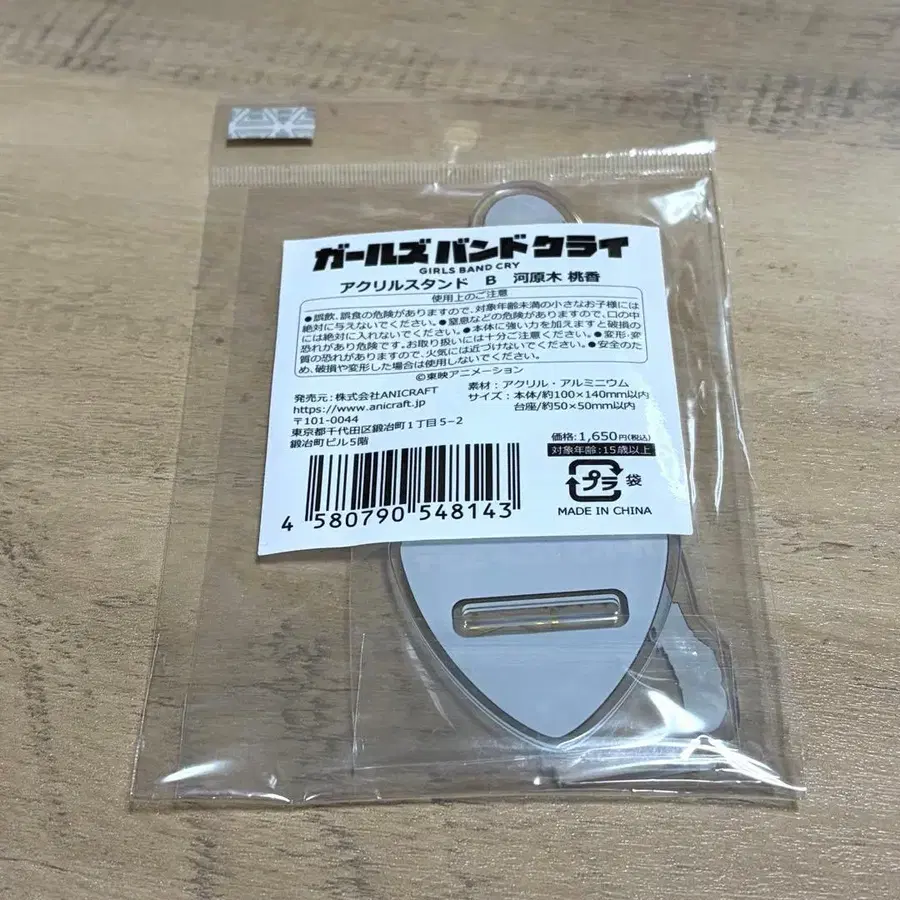 ガールズバンドクライ
GIRLS BAND CRY
アクリルスタンド B 河原木 桃香
使用上のご注意
●誤飲、誤食の危険がありますので、対象年齢未満の小さなお子様には
絶対に与えないでください。●窒息などの危険がありますので、口の中
には絶対に入れないでください。●本体に強い力を加えますと破損の
恐れがあり危険です。お取り扱いには十分ご注意ください。●変形・変
質の恐れがありますので、火気には近づけないでください。●安全のた
め、破損や変形した場合は使用しないでください。
©東映アニメーション
発売元:株式会社ANICRAFT
https://www.anicraft.jp/
〒101-0044
東京都千代田区鍛冶町1丁目5-2
鍛冶町ビル5階
素材:アクリル・アルミニウム
サイズ:本体/約100×140mm以内
台座/約50×50mm以内
価格:1,650円(税込)
対象年齢:15歳以上
プラ 袋
MADE IN CHINA
4 580790 548143